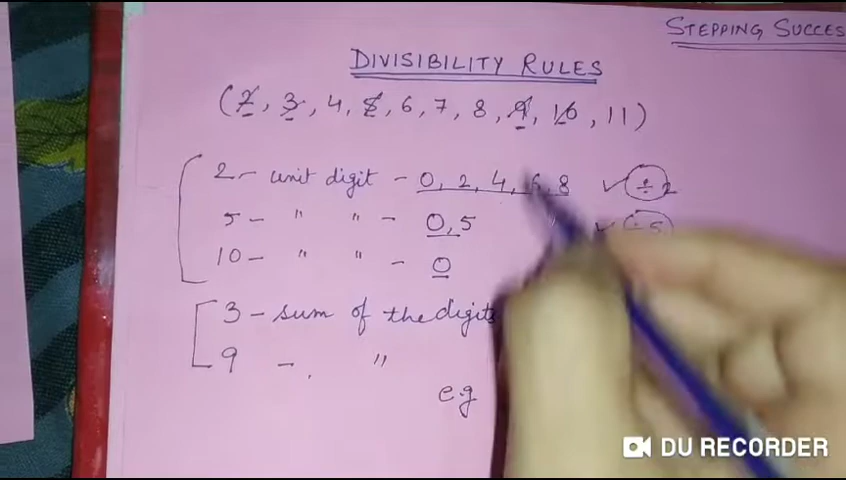 STEPPING SUCCES
DIVISIBILITY RULES
(2, 3, 4, 5, 6, 7, 8, 9, 10, 11)
2 - unit digit - 0, 2, 4, 6, 8 ✓ ÷ 2
5 - " " - 0, 5 ✓ ÷ 5
10 - " " - 0
3 - sum of the digits
9 - "
e.g
DU RECORDER